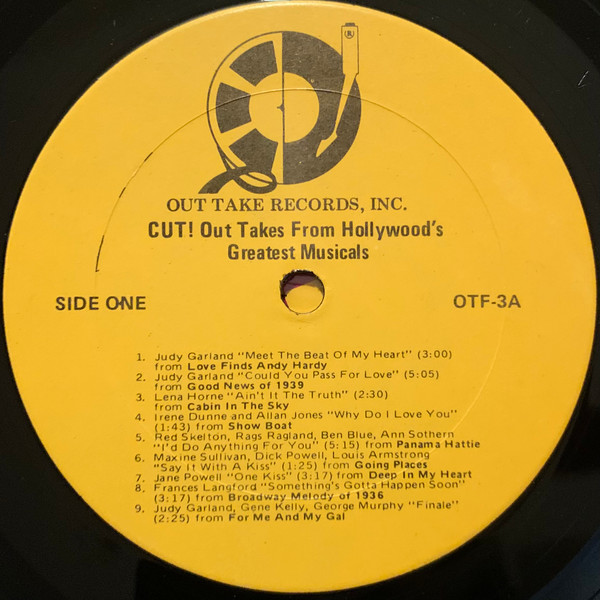 ®
OUT TAKE RECORDS, INC.
CUT! Out Takes From Hollywood's
Greatest Musicals
SIDE ONE
OTF-3A
1. Judy Garland "Meet The Beat Of My Heart" (3:00)
from Love Finds Andy Hardy
2. Judy Garland "Could You Pass For Love" (5:05)
from Good News of 1939
3. Lena Horne "Ain't It The Truth" (2:30)
from Cabin In The Sky
4. Irene Dunne and Allan Jones "Why Do I Love You"
(1:43) from Show Boat
5. Red Skelton, Rags Ragland, Ben Blue, Ann Sothern
"I'd Do Anything For You" (5:15) from Panama Hattie
6. Maxine Sullivan, Dick Powell, Louis Armstrong
"Say It With A Kiss" (1:25) from Going Places
7. Jane Powell "One Kiss" (3:17) from Deep In My Heart
8. Frances Langford "Something's Gotta Happen Soon"
(3:17) from Broadway Melody of 1936
9. Judy Garland, Gene Kelly, George Murphy "Finale"
(2:25) from For Me And My Gal